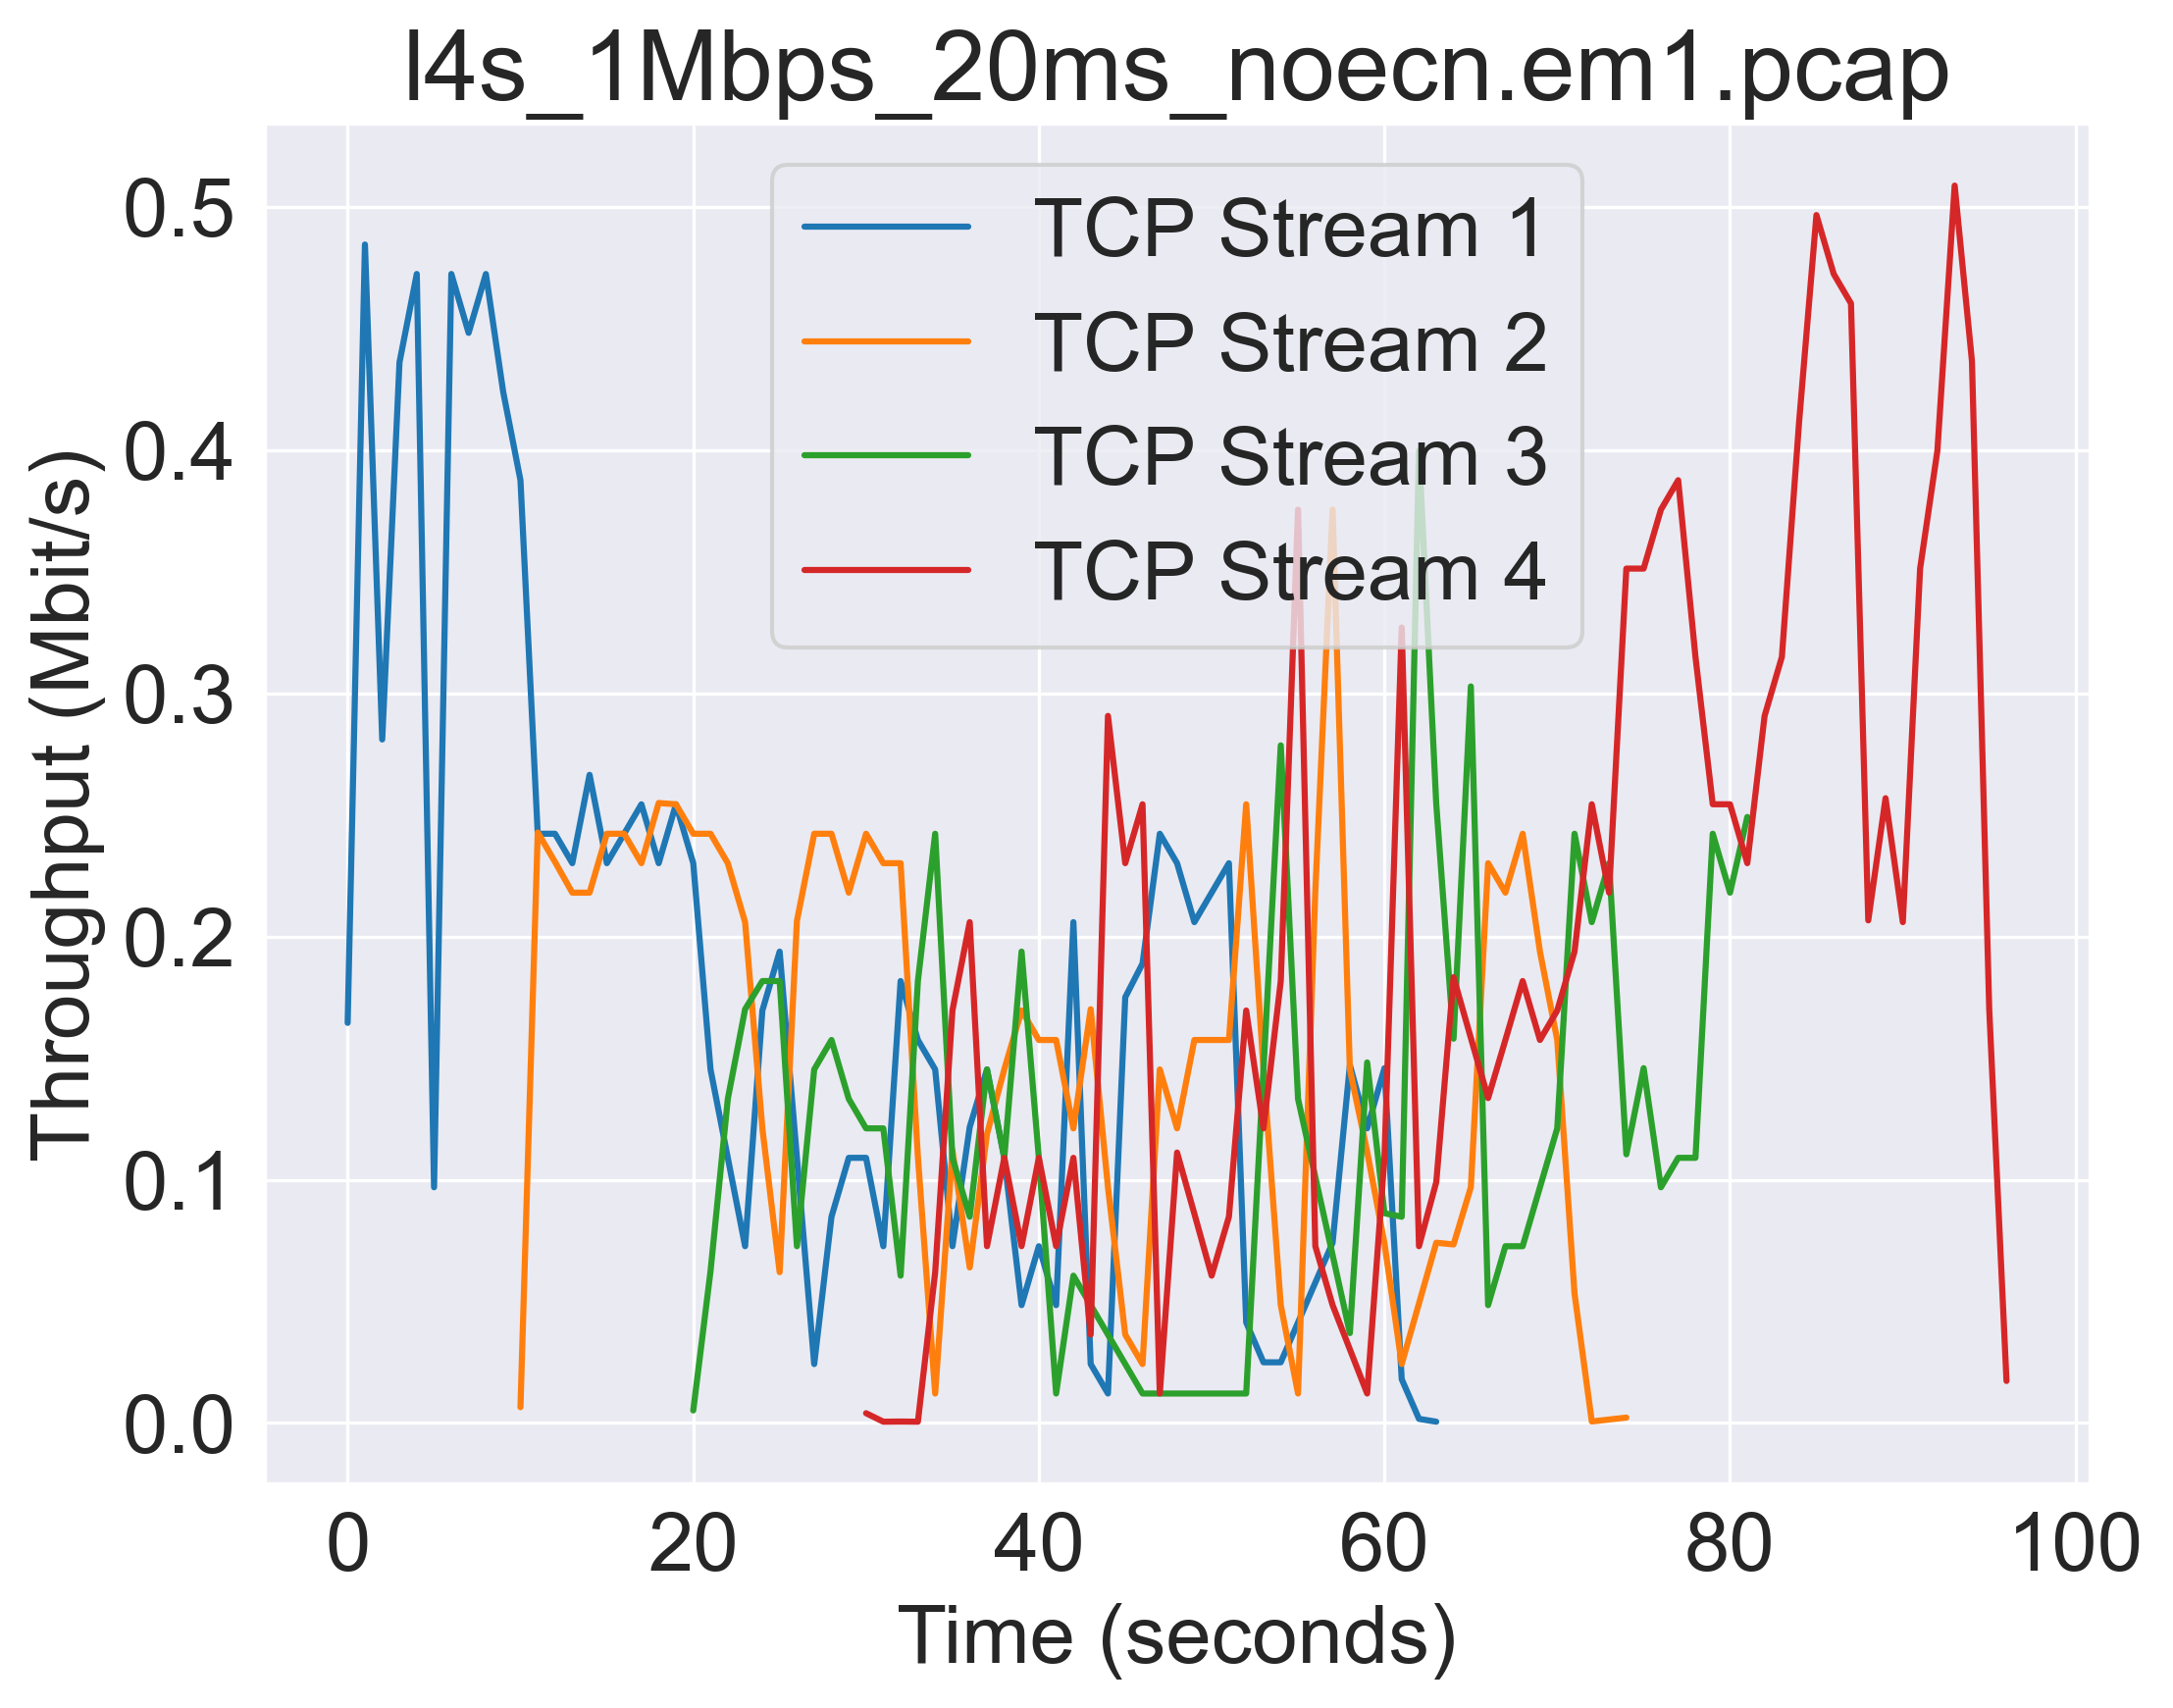 l4s_1Mbps_20ms_noecn.em1.pcap
TCP Stream 1
TCP Stream 2
TCP Stream 3
TCP Stream 4
Throughput (Mbit/s)
0.5
0.4
0.3
0.2
0.1
0.0
0 20 40 60 80 100
Time (seconds)